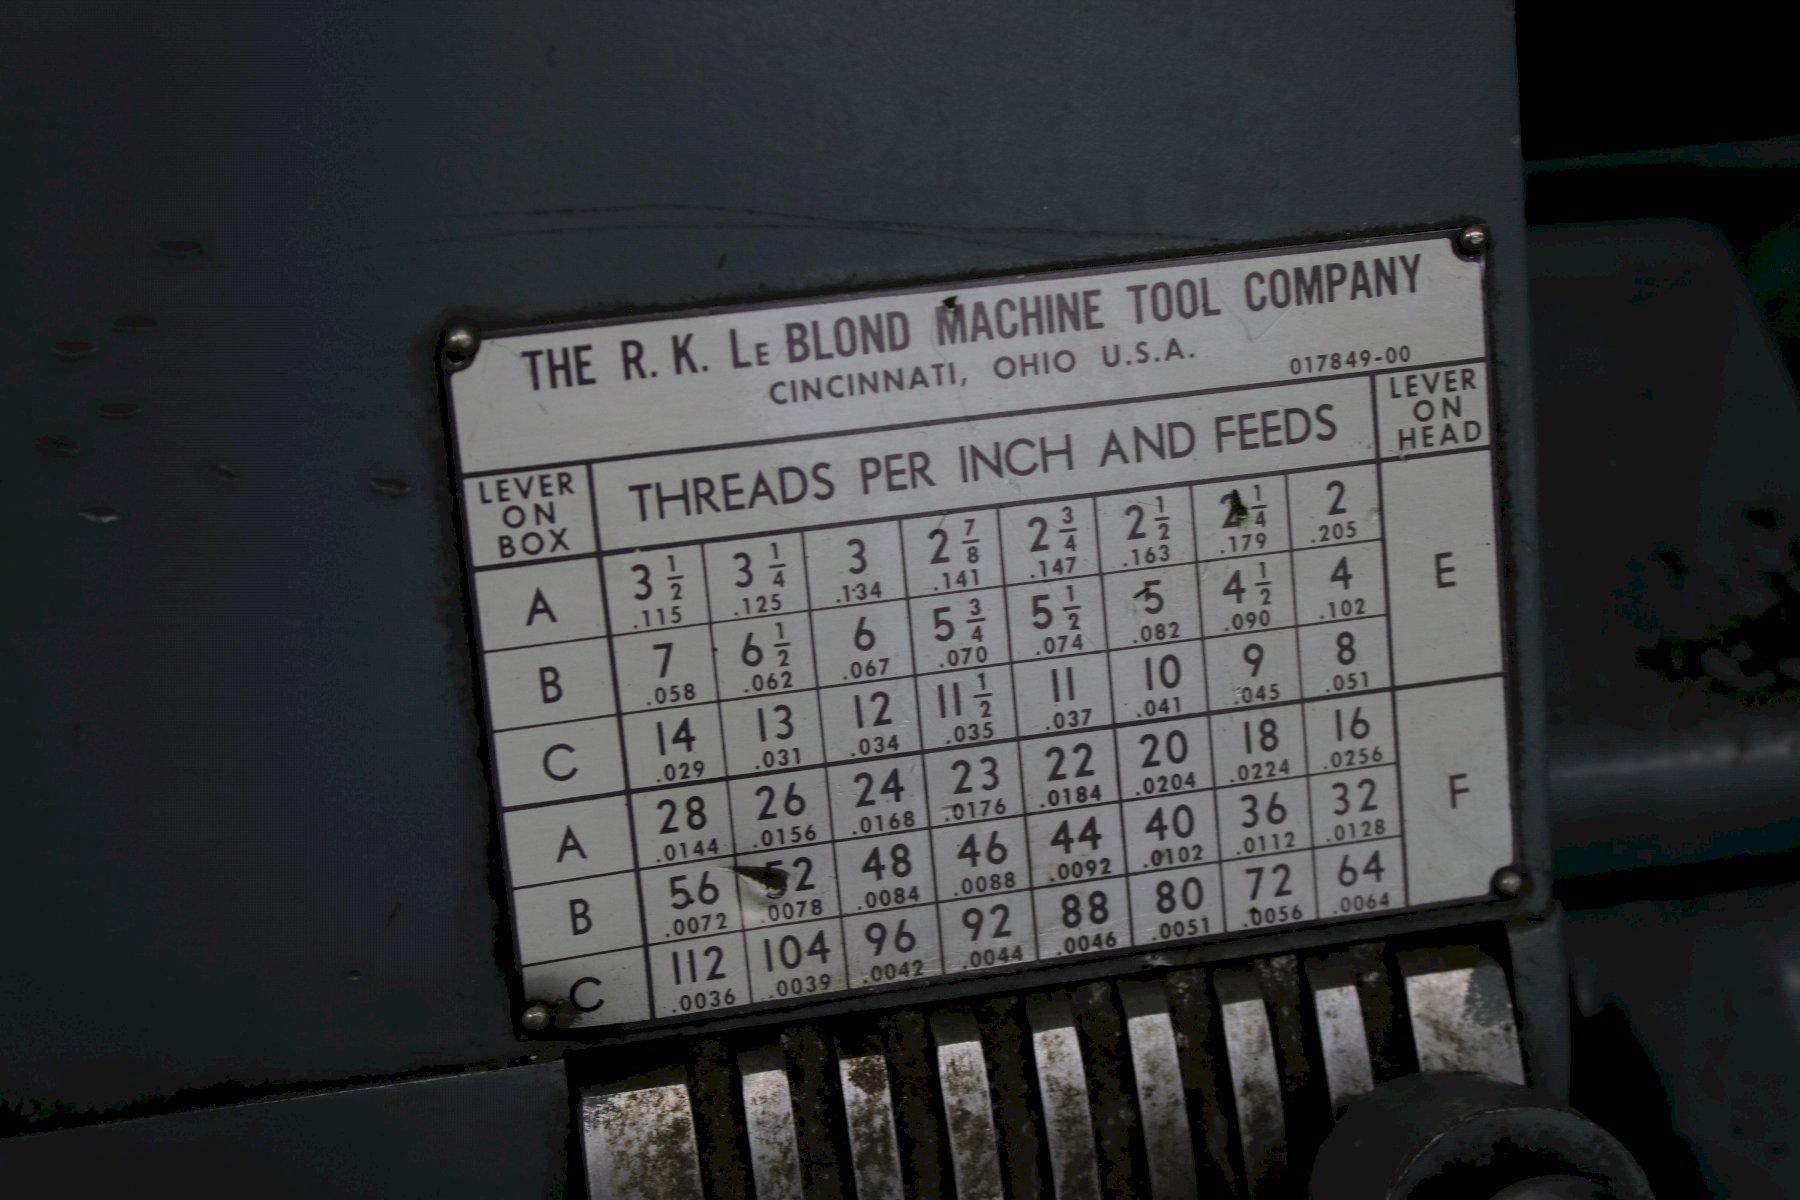 THE R. K. LE BLOND MACHINE TOOL COMPANY
CINCINNATI, OHIO U.S.A.
017849-00
LEVER ON BOX
THREADS PER INCH AND FEEDS
LEVER ON HEAD
A 3 1/2 3 1/4 3 2 7/8 2 3/4 2 1/2 2 1/4 2 E
.115 .125 .134 .141 .147 .163 .179 .205
B 7 6 1/2 6 5 3/4 5 1/2 5 4 1/2 4
.058 .062 .067 .070 .074 .082 .090 .102
C 14 13 12 11 1/2 11 10 9 8
.029 .031 .034 .035 .037 .041 .045 .051
A 28 26 24 23 22 20 18 16 F
.0144 .0156 .0168 .0176 .0184 .0204 .0224 .0256
B 56 52 48 46 44 40 36 32
.0072 .0078 .0084 .0088 .0092 .0102 .0112 .0128
C 112 104 96 92 88 80 72 64
.0036 .0039 .0042 .0044 .0046 .0051 .0056 .0064